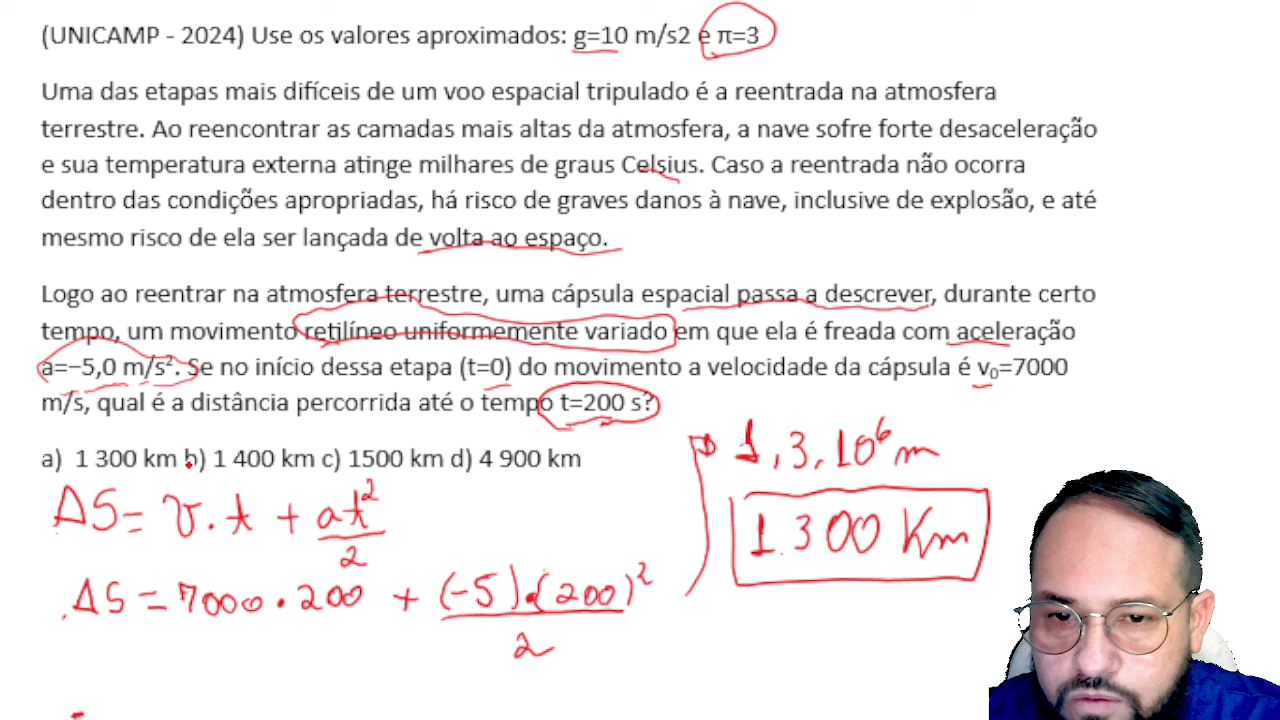 (UNICAMP - 2024) Use os valores aproximados: g=10 m/s2 e π=3
Uma das etapas mais difíceis de um voo espacial tripulado é a reentrada na atmosfera
terrestre. Ao reencontrar as camadas mais altas da atmosfera, a nave sofre forte desaceleração
e sua temperatura externa atinge milhares de graus Celsius. Caso a reentrada não ocorra
dentro das condições apropriadas, há risco de graves danos à nave, inclusive de explosão, e até
mesmo risco de ela ser lançada de volta ao espaço.
Logo ao reentrar na atmosfera terrestre, uma cápsula espacial passa a descrever, durante certo
tempo, um movimento retilíneo uniformemente variado em que ela é freada com aceleração
a=−5,0 m/s². Se no início dessa etapa (t=0) do movimento a velocidade da cápsula é v₀=7000
m/s, qual é a distância percorrida até o tempo t=200 s?
a) 1 300 km b) 1 400 km c) 1500 km d) 4 900 km
ΔS = v.t + at²/2
ΔS = 7000 . 200 + (-5).(200)²/2
1,3.10⁶ m
1.300 Km